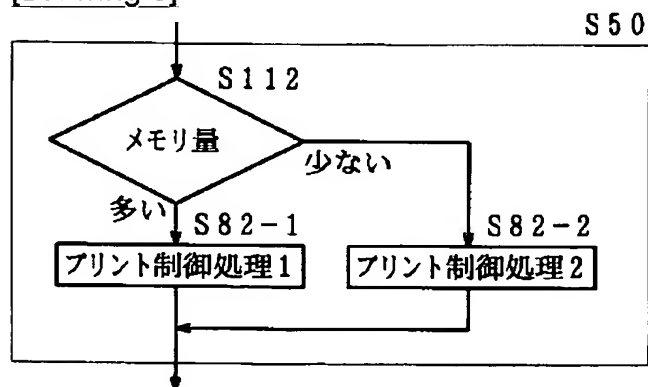 S50
S112
メモリ量
少ない
多い
S82-1
S82-2
プリント制御処理1
プリント制御処理2